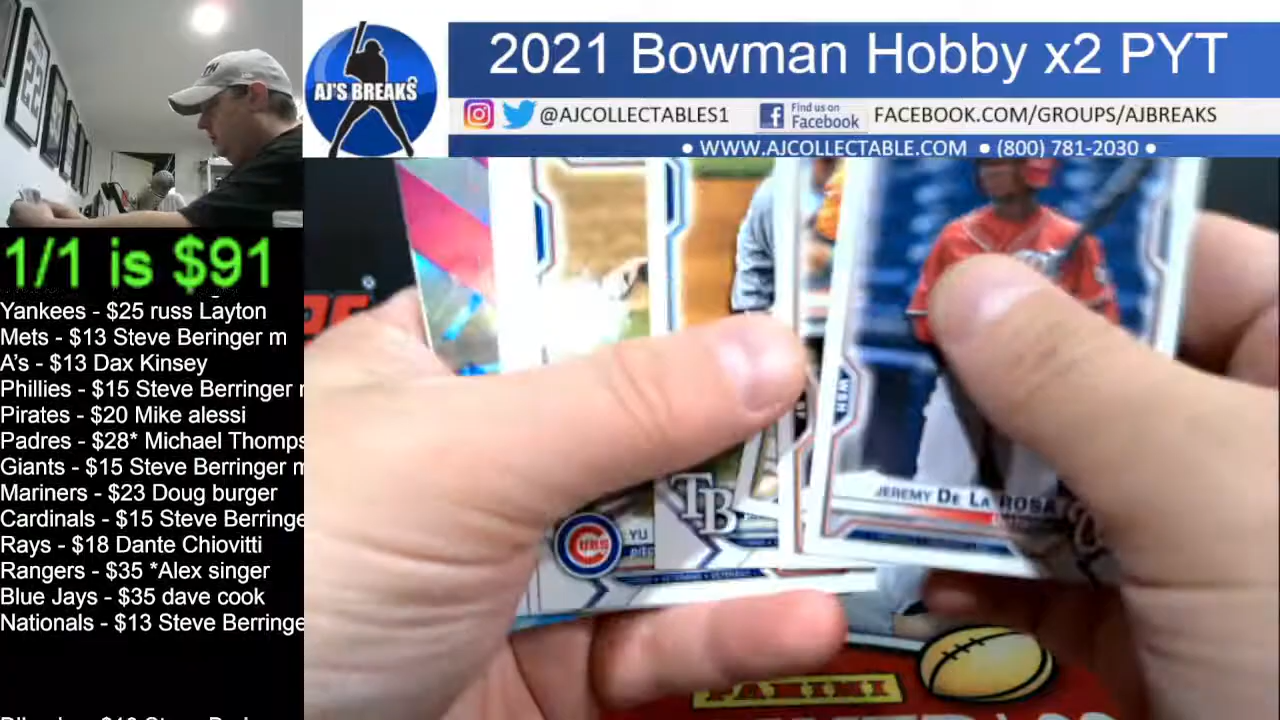 2021 Bowman Hobby x2 PYT
AJ'S BREAKS
@AJCOLLECTABLES1
Find us on
Facebook
FACEBOOK.COM/GROUPS/AJBREAKS
• WWW.AJCOLLECTABLE.COM • (800) 781-2030 •
1/1 is $91
Yankees - $25 russ Layton
Mets - $13 Steve Beringer m
A's - $13 Dax Kinsey
Phillies - $15 Steve Berringer
Pirates - $20 Mike alessi
Padres - $28* Michael Thomps
Giants - $15 Steve Berringer m
Mariners - $23 Doug burger
Cardinals - $15 Steve Berringe
Rays - $18 Dante Chiovitti
Rangers - $35 *Alex singer
Blue Jays - $35 dave cook
Nationals - $13 Steve Berringe
WSH
JEREMY DE LA ROSA
TB
CUBS
YU
PANINI